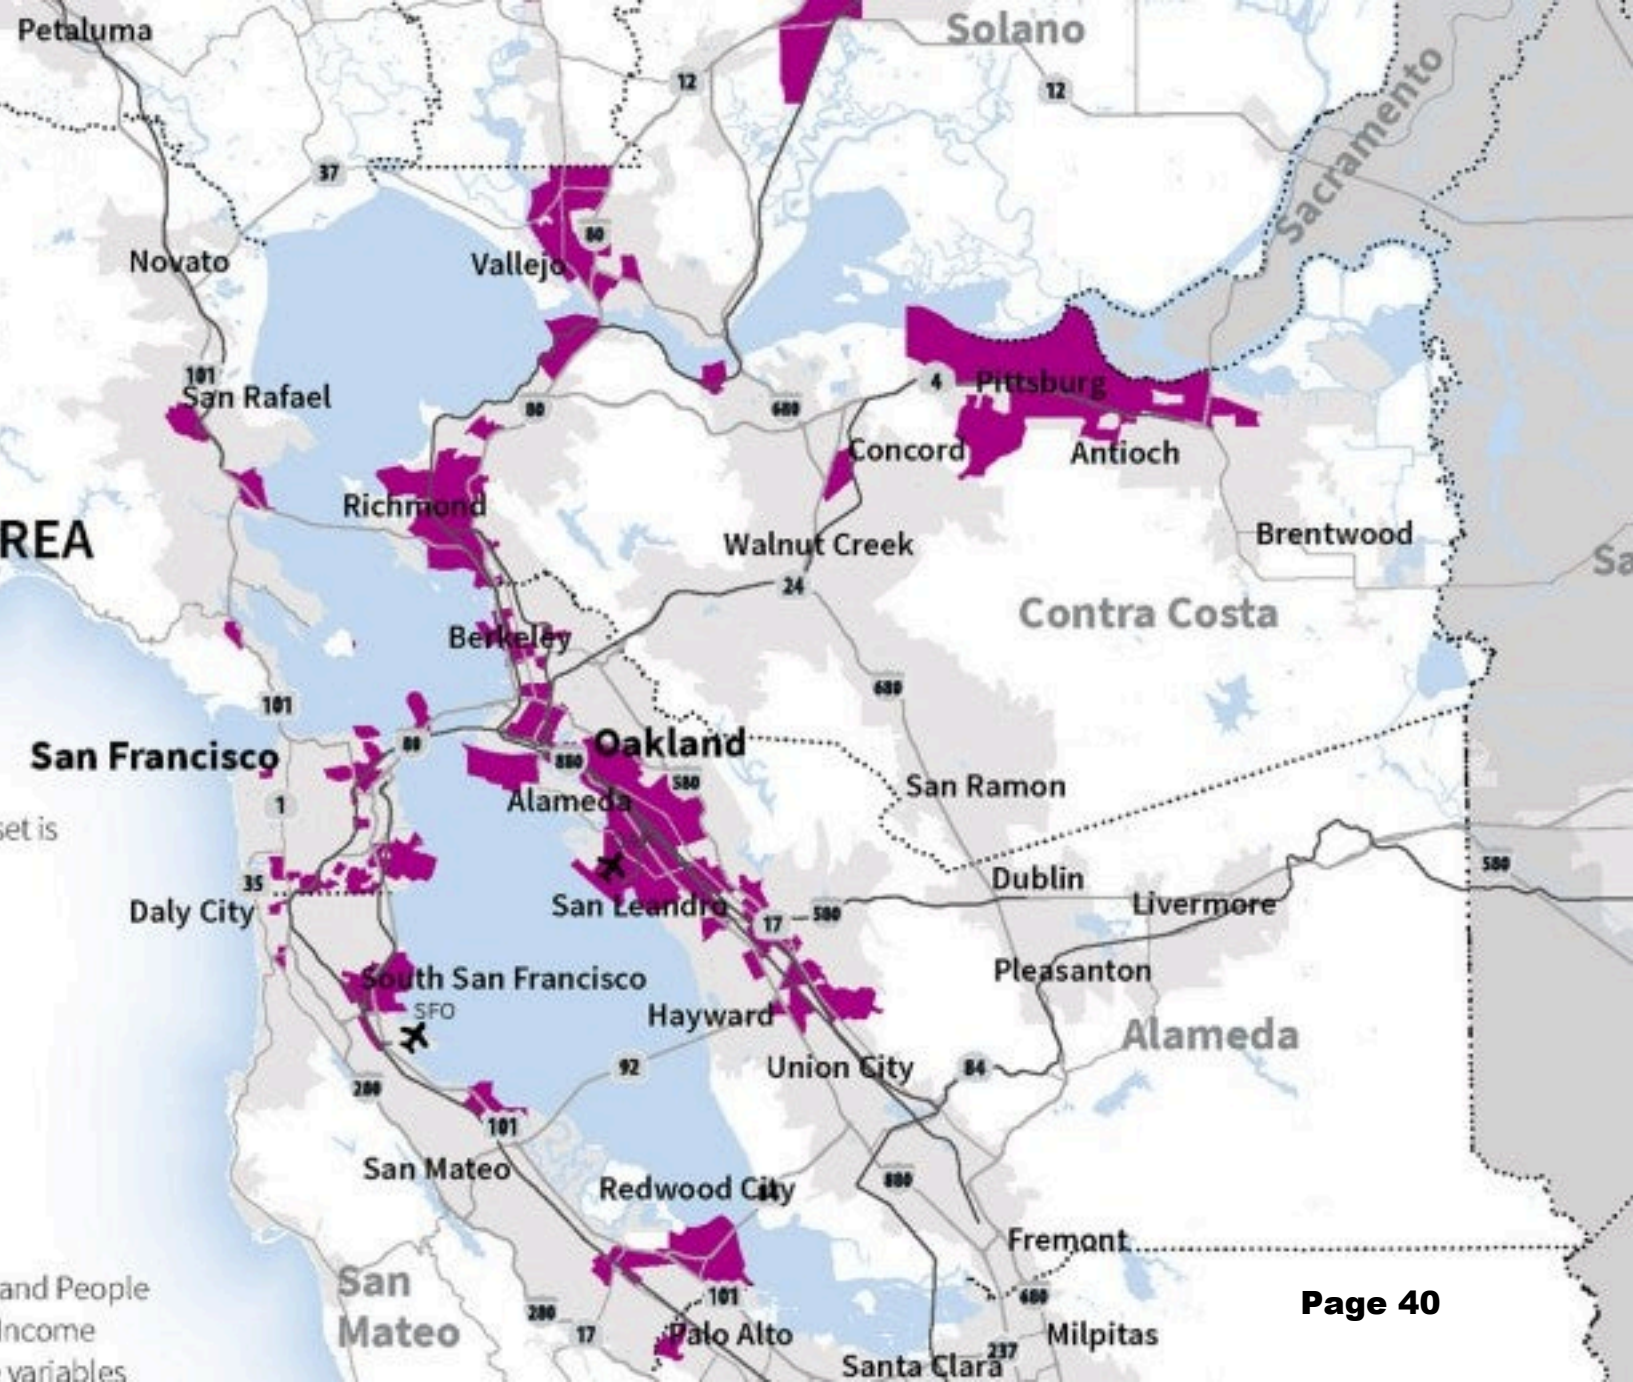 Petaluma
Solano
12
12
Sacramento
37
Novato
80
Vallejo
101
San Rafael
4
Pittsburg
80
680
Concord
Antioch
Richmond
REA
Walnut Creek
Brentwood
24
Sa
Contra Costa
Berkeley
680
101
San Francisco
80
Oakland
880
580
San Ramon
1
Alameda
set is
580
35
Dublin
Daly City
San Leandro
17
580
Livermore
South San Francisco
Pleasanton
SFO
Hayward
Alameda
92
Union City
84
280
101
San Mateo
Redwood City
880
Fremont
and People
San
Mateo
680
Page 40
101
280
Income
17
Palo Alto
237
Milpitas
Santa Clara
variables